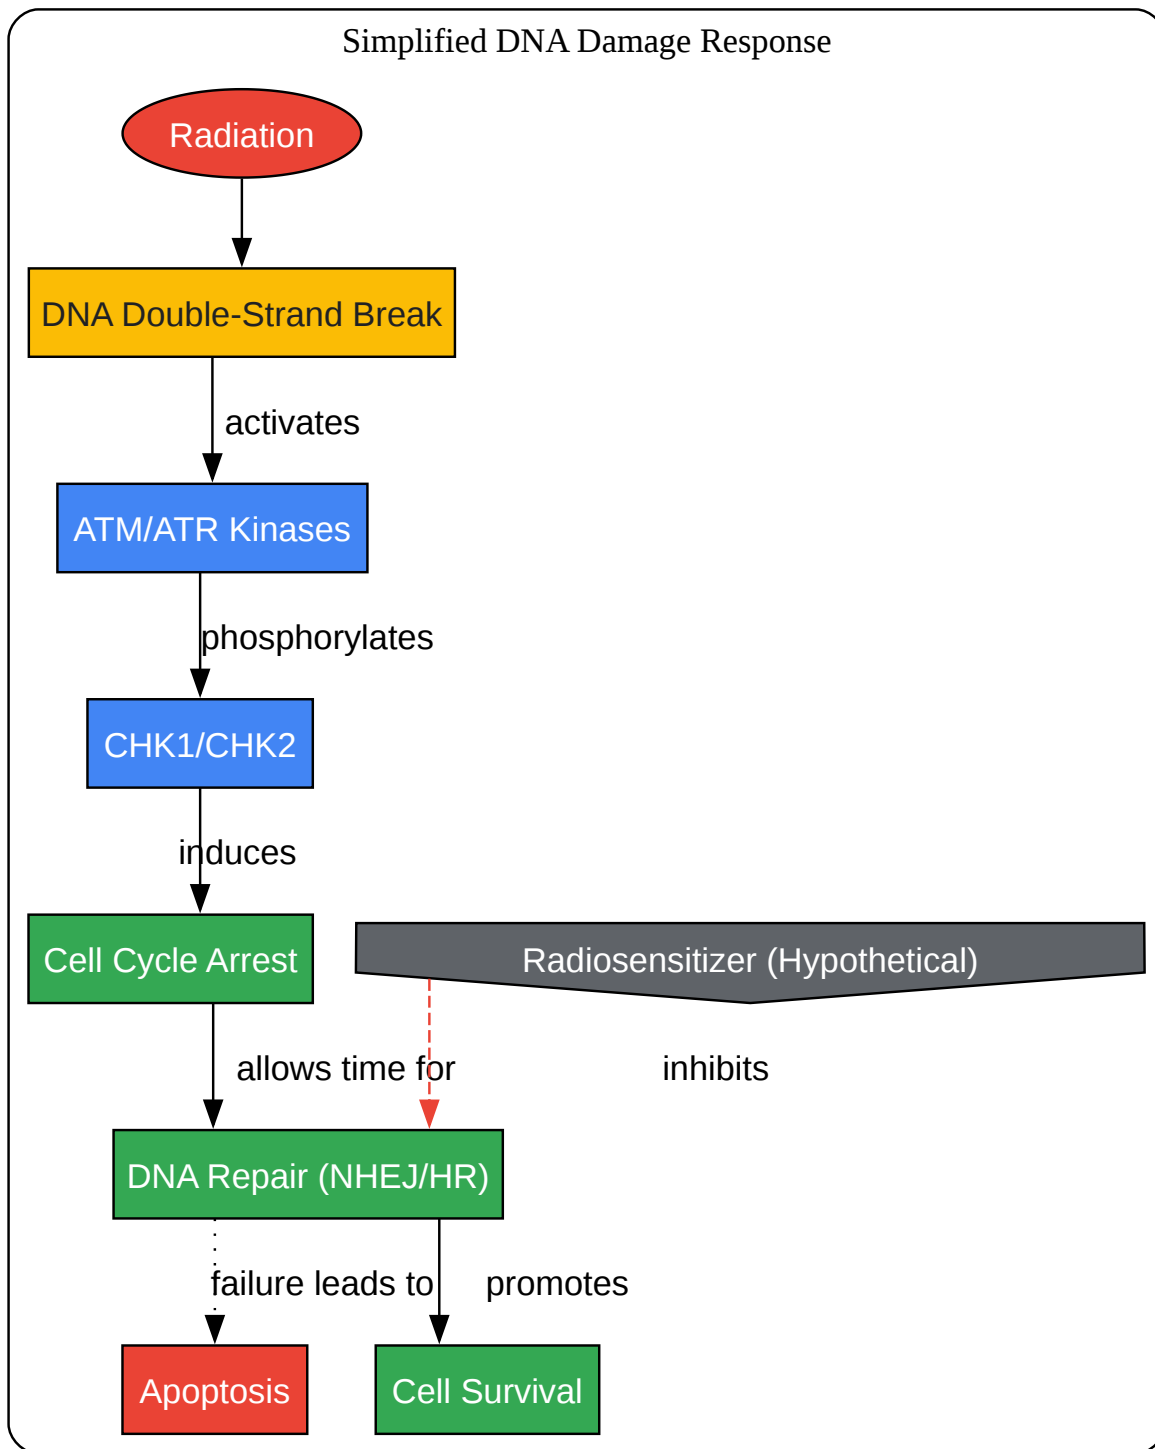 Simplified DNA Damage Response
Radiation
DNA Double-Strand Break
activates
ATM/ATR Kinases
phosphorylates
CHK1/CHK2
induces
Cell Cycle Arrest
Radiosensitizer (Hypothetical)
allows time for
inhibits
DNA Repair (NHEJ/HR)
failure leads to
promotes
Apoptosis
Cell Survival